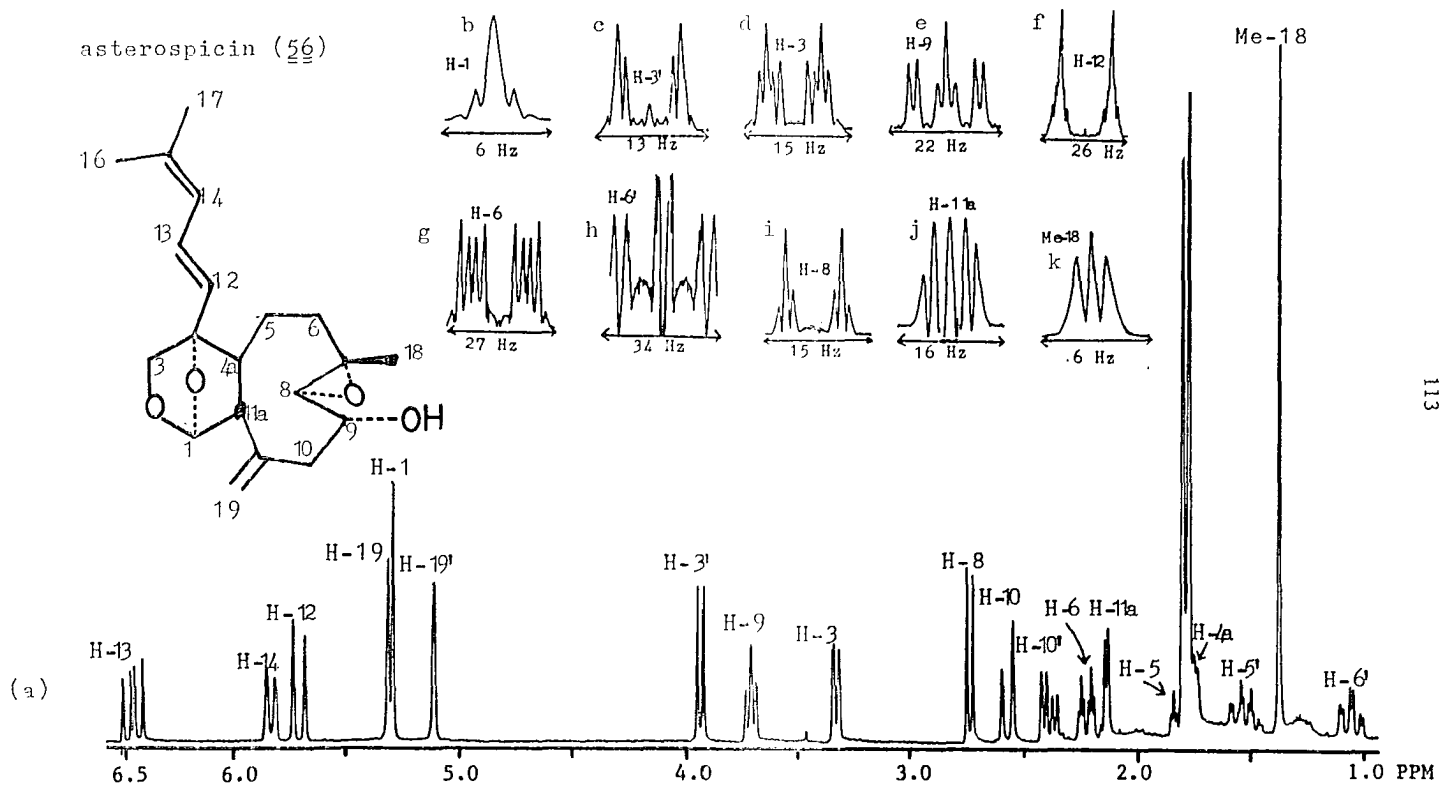 asterospicin (56)
b
c
d
e
f
Me-18
H-1
H-3'
H-3
H-9
H-12
6 Hz
13 Hz
15 Hz
22 Hz
26 Hz
17
16
14
13
12
g
H-6
h
H-6'
i
H-8
j
H-11a
Me-18
k
27 Hz
34 Hz
15 Hz
16 Hz
.6 Hz
5
6
18
3
4a
O
8
O
O
11a
9
OH
1
10
19
113
H-1
H-19
H-19'
H-3'
H-8
H-12
H-10
H-6
H-11a
H-13
H-14
H-9
H-3
H-10'
H-5
H-4a
H-5'
H-6'
(a)
6.5
6.0
5.0
4.0
3.0
2.0
1.0 PPM